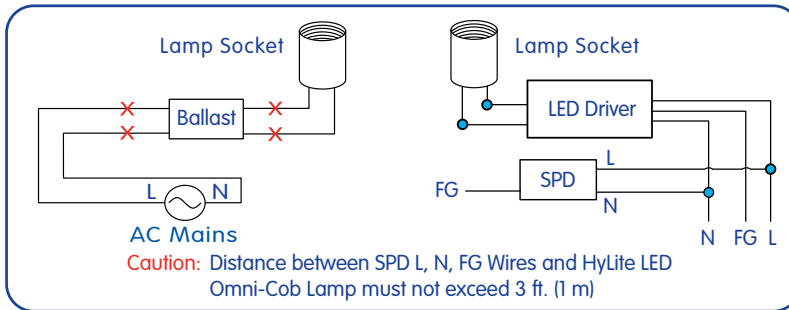 Lamp Socket
Lamp Socket
Ballast
LED Driver
L
FG
SPD
L
N
N
N
FG
L
AC Mains
Caution: Distance between SPD L, N, FG Wires and HyLite LED
Omni-Cob Lamp must not exceed 3 ft. (1 m)